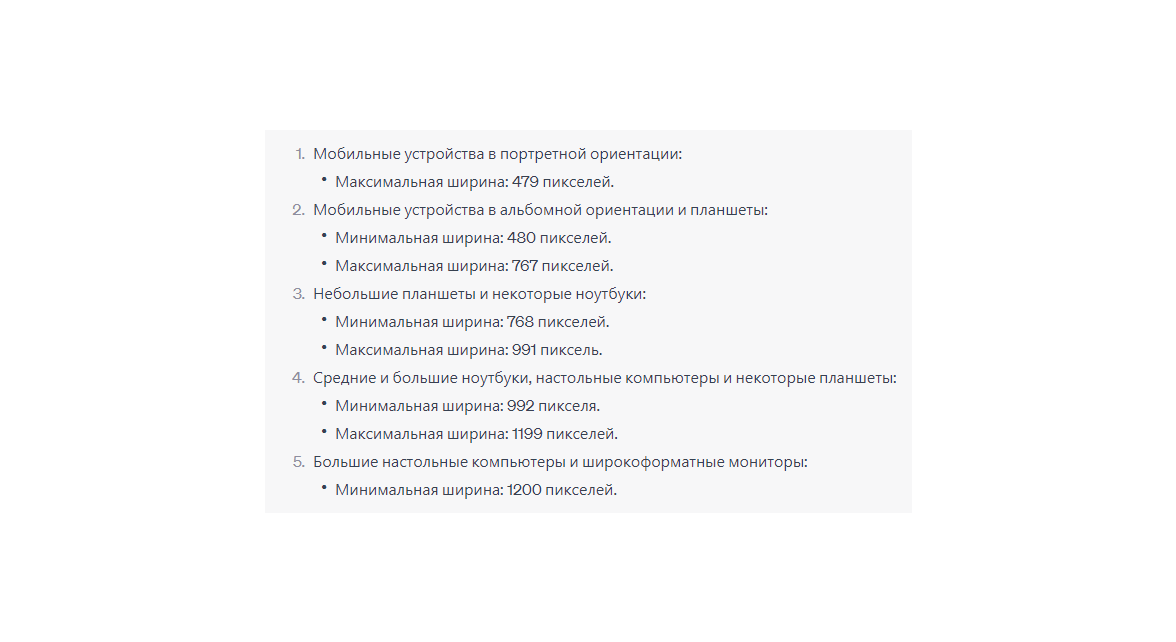 1. Мобильные устройства в портретной ориентации:
• Максимальная ширина: 479 пикселей.
2. Мобильные устройства в альбомной ориентации и планшеты:
• Минимальная ширина: 480 пикселей.
• Максимальная ширина: 767 пикселей.
3. Небольшие планшеты и некоторые ноутбуки:
• Минимальная ширина: 768 пикселей.
• Максимальная ширина: 991 пиксель.
4. Средние и большие ноутбуки, настольные компьютеры и некоторые планшеты:
• Минимальная ширина: 992 пикселя.
• Максимальная ширина: 1199 пикселей.
5. Большие настольные компьютеры и широкоформатные мониторы:
• Минимальная ширина: 1200 пикселей.